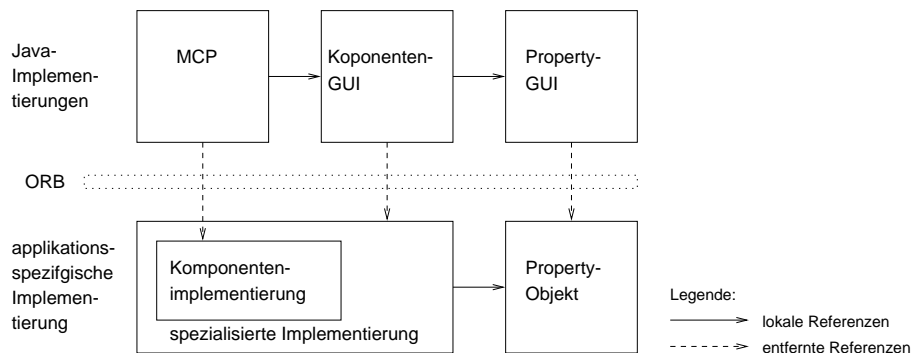 Java-
Implemen-
tierungen
MCP
Koponenten-
GUI
Property-
GUI
ORB
applikations-
spezifgische
Implemen-
tierung
Komponenten-
implementierung
spezialisierte Implementierung
Property-
Objekt
Legende:
lokale Referenzen
entfernte Referenzen